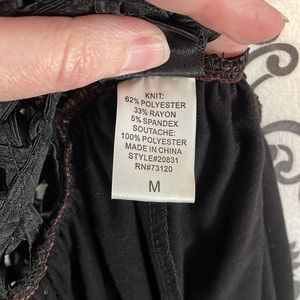 KNIT:
62% POLYESTER
33% RAYON
5% SPANDEX
SOUTACHE:
100% POLYESTER
MADE IN CHINA
STYLE#20831
RN#73120
M